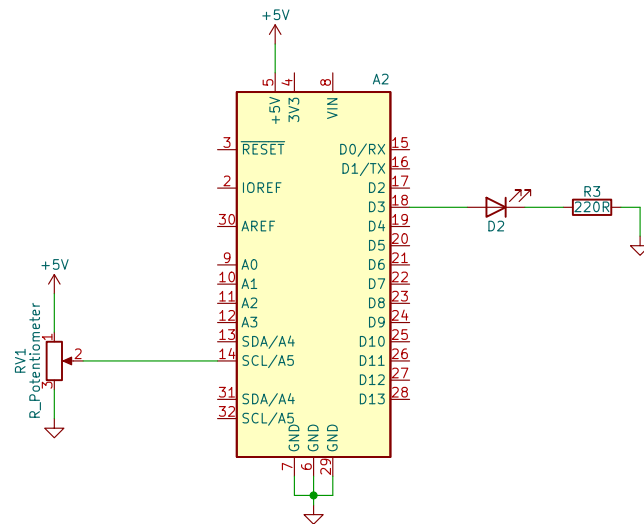 +5V
A2
5
4
8
+5V
3V3
VIN
3
RESET
D0/RX
15
D1/TX
16
2
IOREF
D2
17
D3
18
R3
220R
D2
30
AREF
D4
19
D5
20
9
A0
D6
21
+5V
10
A1
D7
22
11
A2
D8
23
12
A3
D9
24
13
SDA/A4
D10
25
RV1
R_Potentiometer
1
2
3
14
SCL/A5
D11
26
D12
27
31
SDA/A4
D13
28
32
SCL/A5
GND
GND
GND
7
6
29